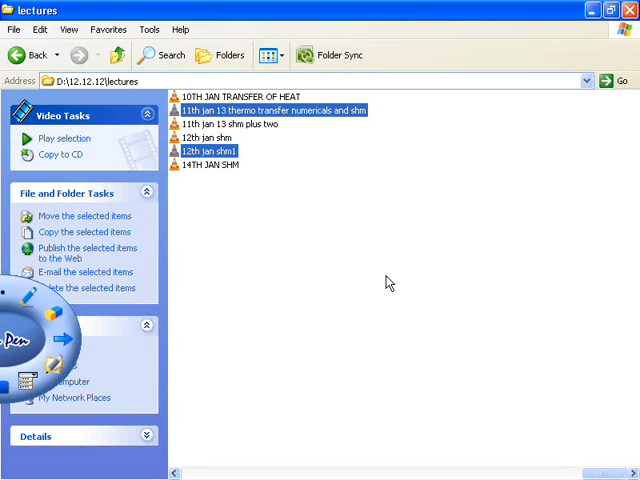 lectures
File Edit View Favorites Tools Help
Back Search Folders Folder Sync
Address D:\12.12.12\lectures Go
Video Tasks
Play selection
Copy to CD
File and Folder Tasks
Move the selected items
Copy the selected items
Publish the selected items
to the Web
E-mail the selected items
elete the selected items
Pen
omputer
My Network Places
Details
10TH JAN TRANSFER OF HEAT
11th jan 13 thermo transfer numericals and shm
11th jan 13 shm plus two
12th jan shm
12th jan shm1
14TH JAN SHM